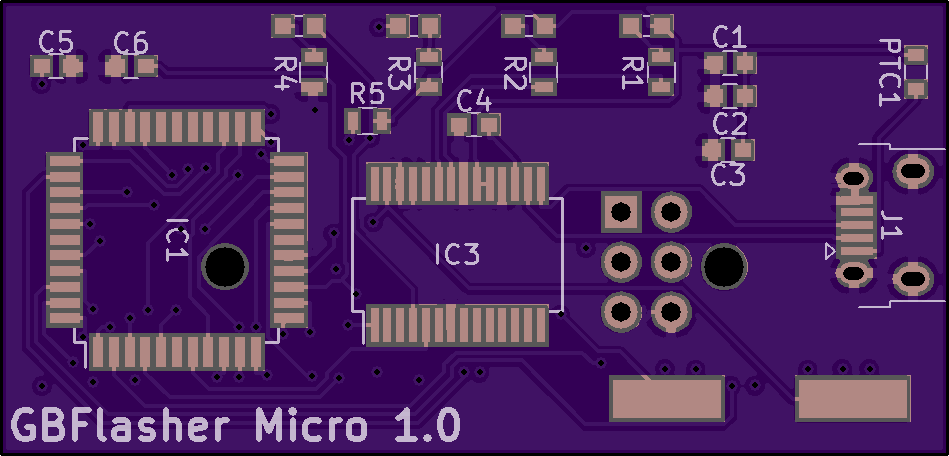 C5
C6
C1
PTC1
R4
R3
R2
R1
R5
C4
C2
C3
J1
IC1
IC3
GBFlasher Micro 1.0